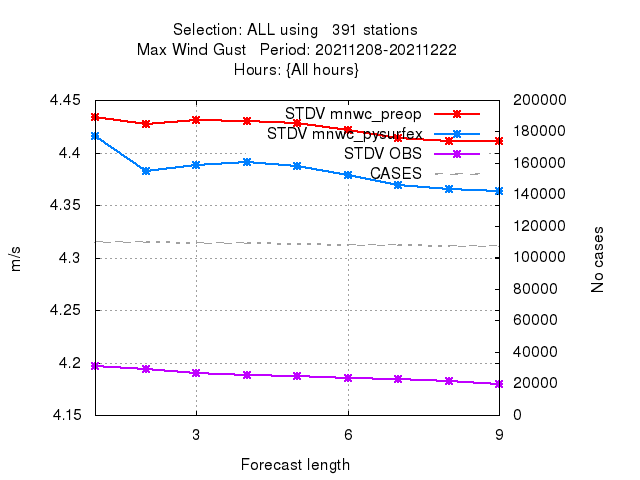 Selection: ALL using 391 stations
Max Wind Gust Period: 20211208-20211222
Hours: {All hours}
4.45
4.4
4.35
4.3
4.25
4.2
4.15
m/s
STDV mnwc_preop
STDV mnwc_pysurfex
STDV OBS
CASES
200000
180000
160000
140000
120000
100000
80000
60000
40000
20000
0
No cases
3
6
9
Forecast length